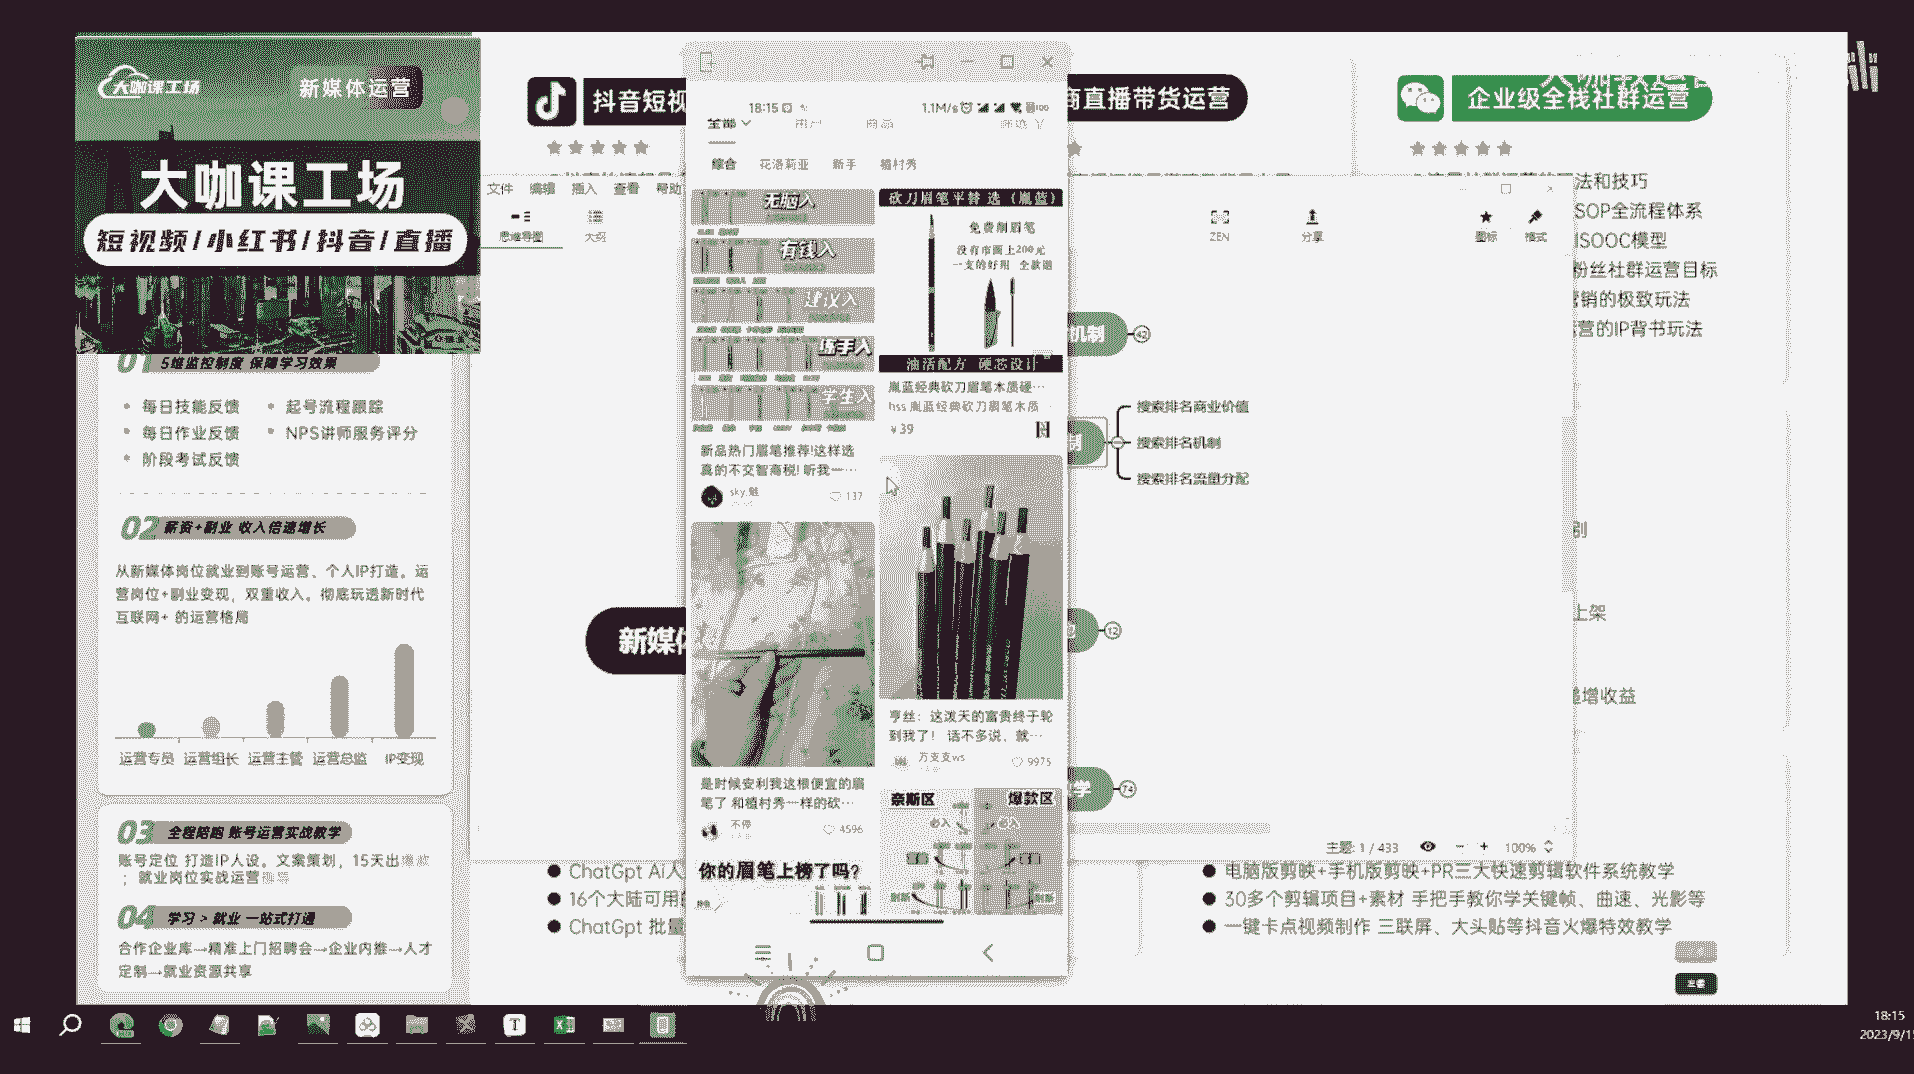 大咖课工场
新媒体运营
大咖课工场
短视频/小红书/抖音/直播
01 5维监控制度 保障学习效果
每日技能反馈
起号流程跟踪
每日作业反馈
NPS讲师服务评分
阶段考试反馈
02 薪资+副业 收入倍速增长
从新媒体岗位就业到账号运营、个人IP打造。运
营岗位+副业变现，双重收入。彻底玩透新时代
互联网+ 的运营格局
运营专员 运营组长 运营主管 运营总监 IP变现
03 全程陪跑 账号运营实战教学
账号定位 打造IP人设。文案策划，15天出
；就业岗位实战运营
04 学习 > 就业 一站式打通
合作企业库→精准上门招聘会→企业内推→人才
定制→就业资源共享
抖音短视
商直播带货运营
企业级全栈社群运营
文件 编辑 插入 查看 帮助
思维导图 大纲
ZEN 分享 图标 格式
法和技巧
SOP全流程体系
ISOOC模型
粉丝社群运营目标
营销的极致玩法
营的IP背书玩法
机制 42
搜索排名商业价值
搜索排名机制
搜索排名流量分配
新媒体
12
74
上架
增收益
18:15
1.1M/s
100
全部
综合 花洛莉亚 新手 植村秀
无脑入
有钱入
建议入
练手入
学生入
新品热门眉笔推荐!这样选
真的不交智商税! 听我一…
sky.魅 137
砍刀眉笔平替 选（胤蓝）
免费削眉笔
没有市面上200元
一支的好用
油活配方 硬芯设计
胤蓝经典砍刀眉笔木质硬…
hss 胤蓝经典砍刀眉笔木质
¥39
是时候安利我这根便宜的眉
笔了 和植村秀一样的砍…
不停 4596
亨丝：这泼天的富贵终于轮
到我了！ 话不多说，就…
万支支ws 9975
你的眉笔上榜了吗?
奈斯区 爆款区
必入
主题: 1 / 433
100%
ChatGpt Ai人
16个大陆可用
ChatGpt 批量
电脑版剪映+手机版剪映+PR三大快速剪辑软件系统教学
30多个剪辑项目+素材 手把手教你学关键帧、曲速、光影等
一键卡点视频制作 三联屏、大头贴等抖音火爆特效教学
18:15
2023/9/1